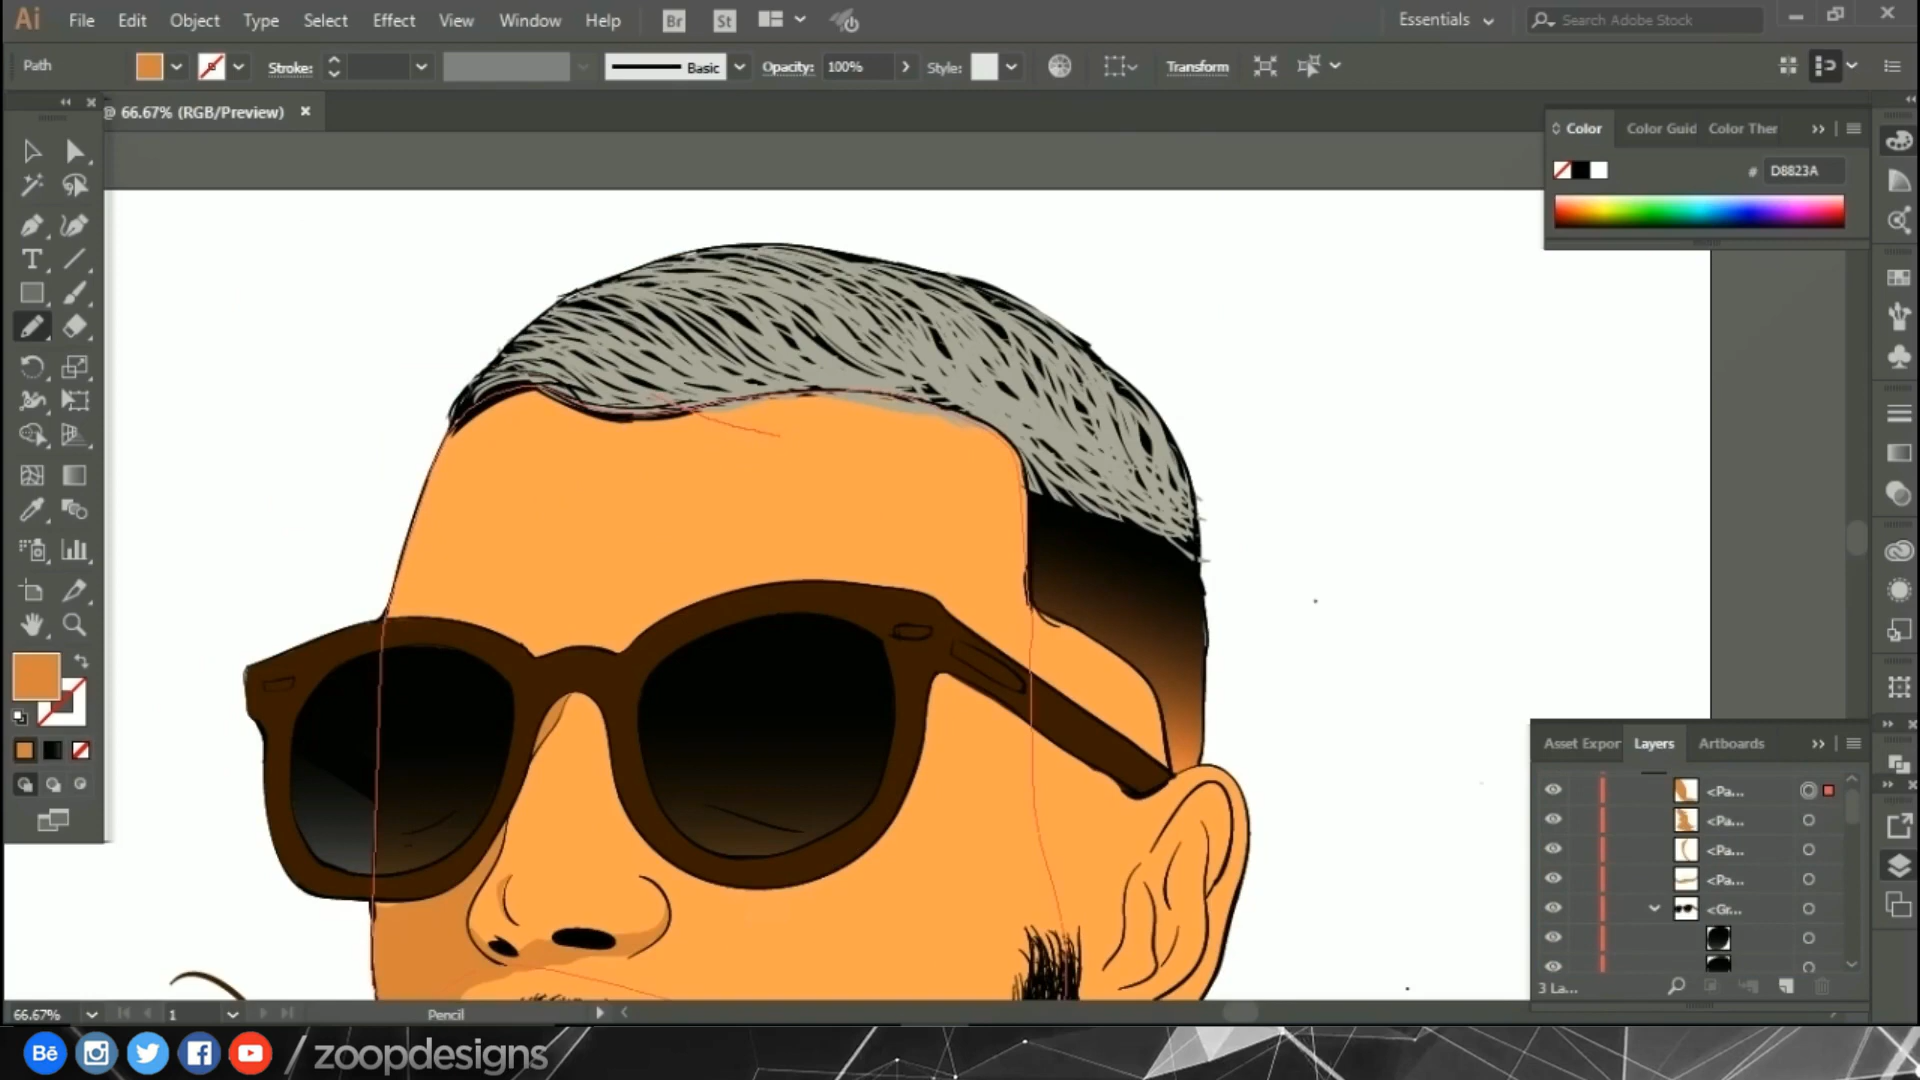 Ai File Edit Object Type Select Effect View Window Help Br St Essentials Search Adobe Stock
Path Stroke: Basic Opacity: 100% Style: Transform
@ 66.67% (RGB/Preview)
Color Color Guid Color Ther
# D8823A
T
Asset Expor Layers Artboards
<Pa...
<Pa...
<Pa...
<Pa...
<Gr...
3 La...
66.67% 1 Pencil
Bē / zoopdesigns